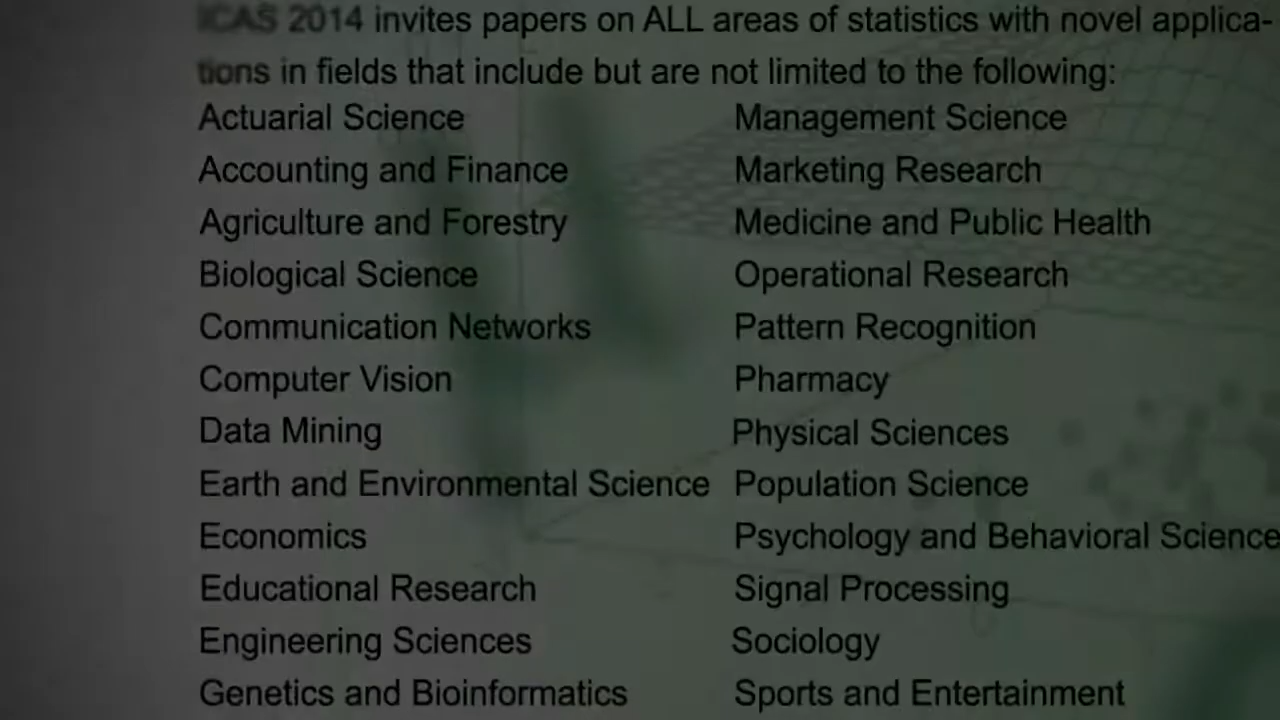 ICAS 2014 invites papers on ALL areas of statistics with novel applica-
tions in fields that include but are not limited to the following:
Actuarial Science
Accounting and Finance
Agriculture and Forestry
Biological Science
Communication Networks
Computer Vision
Data Mining
Earth and Environmental Science
Economics
Educational Research
Engineering Sciences
Genetics and Bioinformatics
Management Science
Marketing Research
Medicine and Public Health
Operational Research
Pattern Recognition
Pharmacy
Physical Sciences
Population Science
Psychology and Behavioral Science
Signal Processing
Sociology
Sports and Entertainment